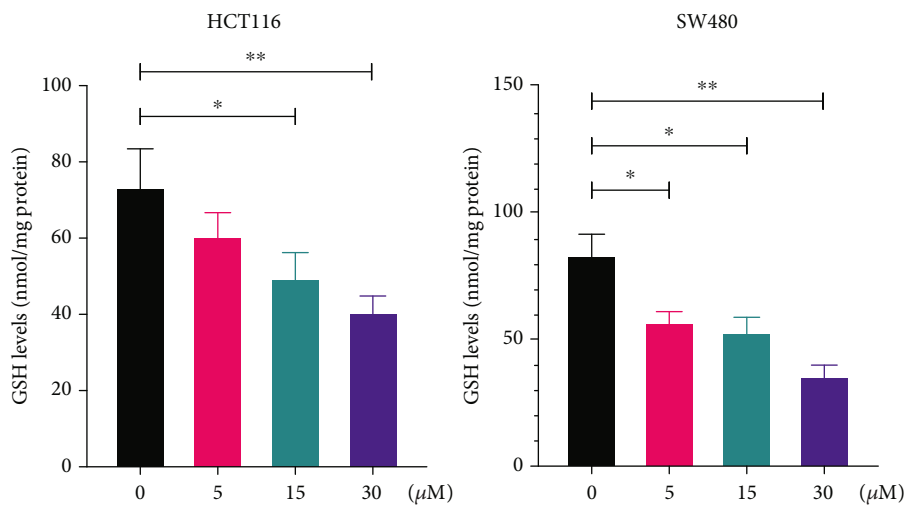 HCT116
GSH levels (nmol/mg protein)
100
80
60
40
20
0
**
*
0 5 15 30 (μM)
SW480
GSH levels (nmol/mg protein)
150
100
50
0
**
*
*
0 5 15 30 (μM)